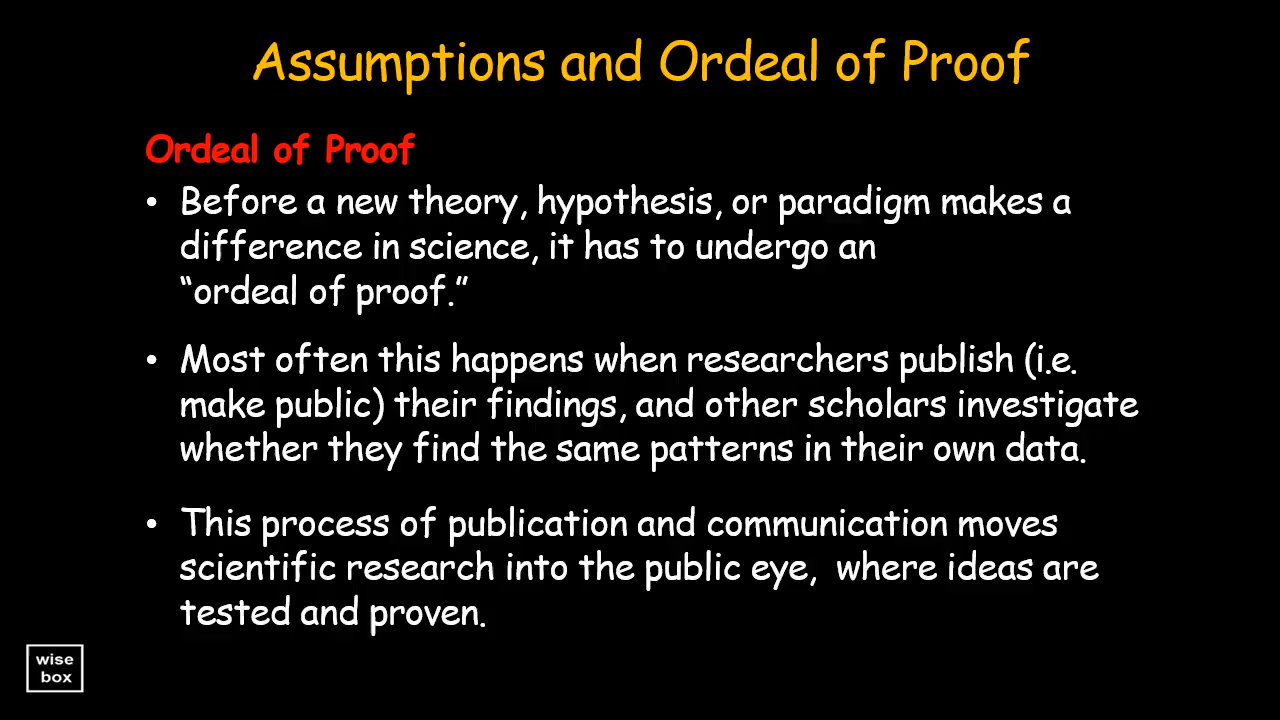 Assumptions and Ordeal of Proof
Ordeal of Proof
• Before a new theory, hypothesis, or paradigm makes a
difference in science, it has to undergo an
“ordeal of proof.”
• Most often this happens when researchers publish (i.e.
make public) their findings, and other scholars investigate
whether they find the same patterns in their own data.
• This process of publication and communication moves
scientific research into the public eye,  where ideas are
tested and proven.
wise
box